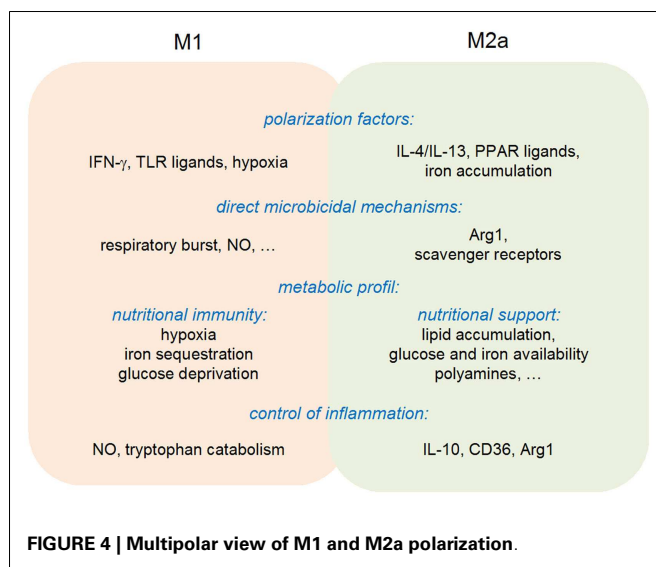 M1
M2a
polarization factors:
IFN-γ, TLR ligands, hypoxia
IL-4/IL-13, PPAR ligands,
iron accumulation
direct microbicidal mechanisms:
respiratory burst, NO, …
Arg1,
scavenger receptors
metabolic profil:
nutritional immunity:
hypoxia
iron sequestration
glucose deprivation
nutritional support:
lipid accumulation,
glucose and iron availability
polyamines, …
control of inflammation:
NO, tryptophan catabolism
IL-10, CD36, Arg1
FIGURE 4 | Multipolar view of M1 and M2a polarization.